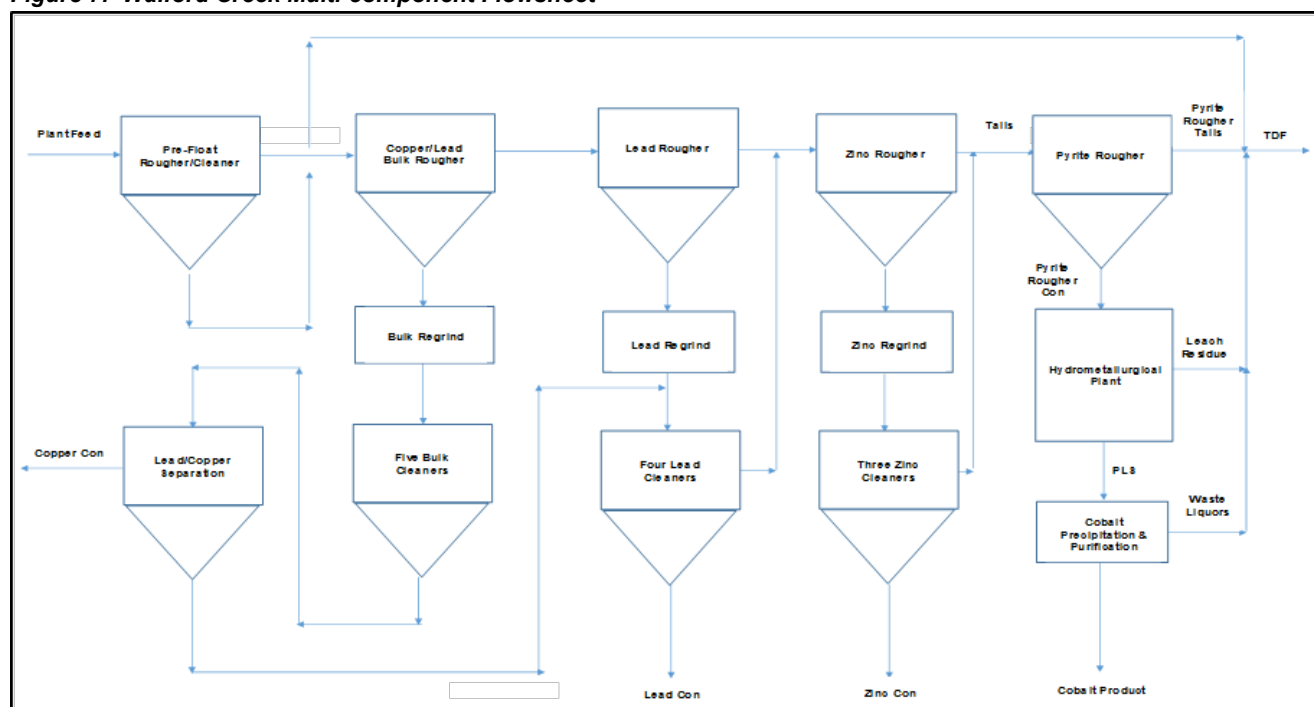 Walford Creek Multi-component Flowsheet
Plant Feed
Pre-Float
Rougher/Cleaner
Copper/Lead
Bulk Rougher
Lead Rougher
Zinc Rougher
Tails
Pyrite Rougher
Pyrite
Rougher
Tails
TDF
Pyrite
Rougher
Con
Bulk Regrind
Lead Regrind
Zinc Regrind
Hydrometallurgical
Plant
Leach
Residue
Copper Con
Lead/Copper
Separation
Five Bulk
Cleaners
Four Lead
Cleaners
Three Zinc
Cleaners
PLS
Waste
Liquors
Cobalt
Precipitation &
Purification
Lead Con
Zinc Con
Cobalt Product